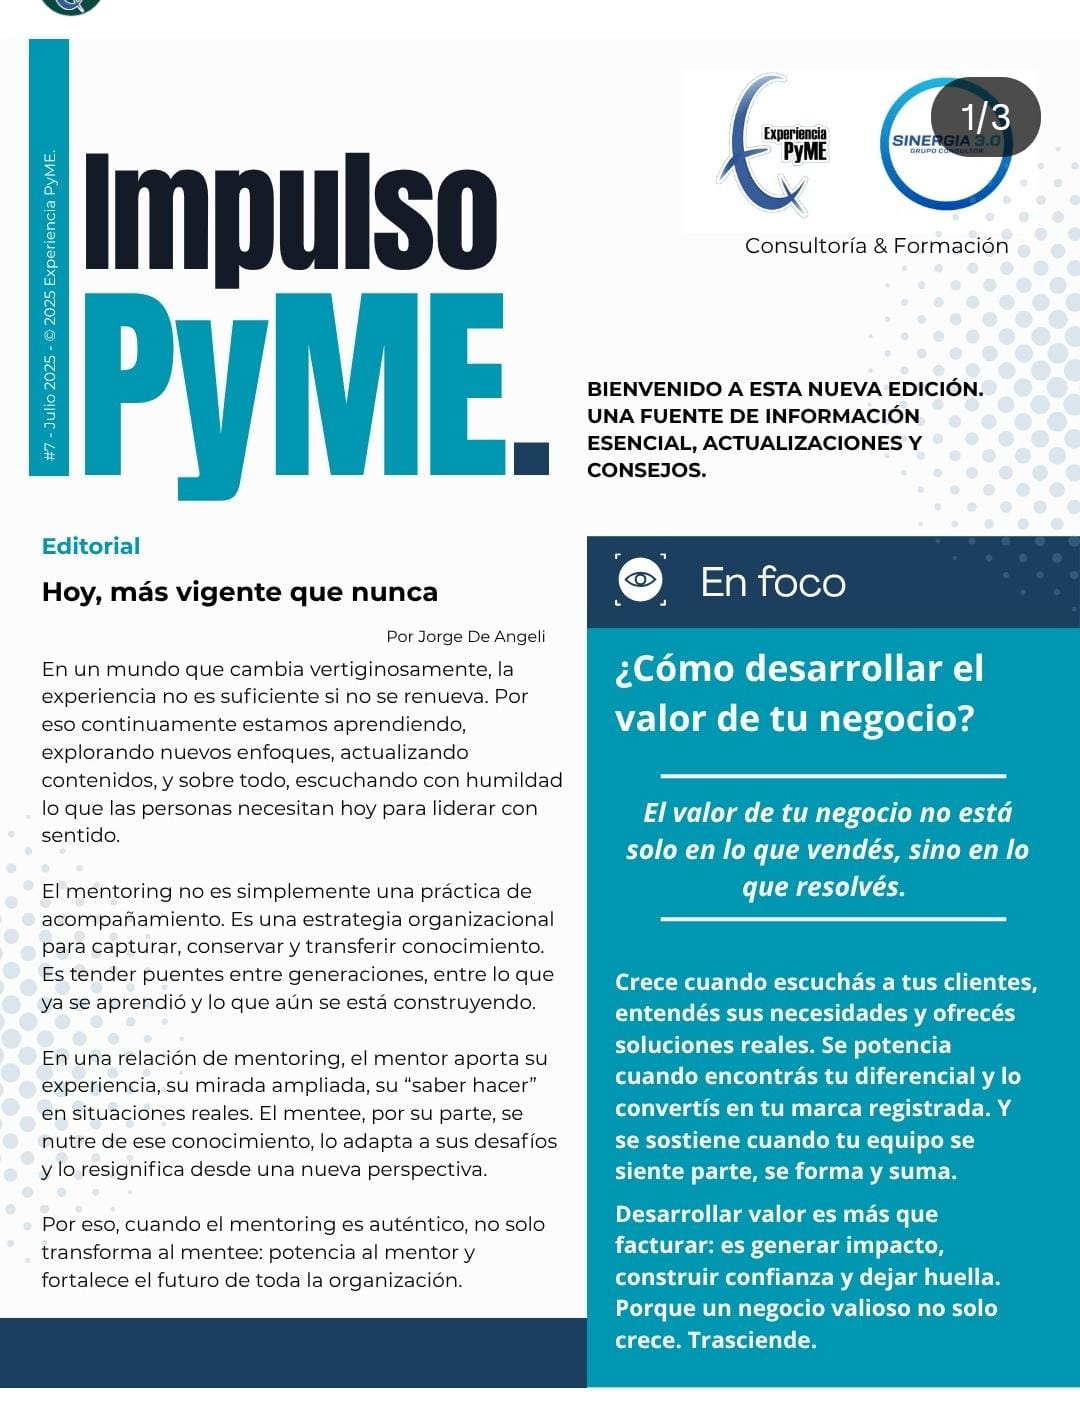 1/3
Experiencia
PyME
SINERGIA 3.0
GRUPO CONSULTOR
Consultoría & Formación
#7 - Julio 2025 - © 2025 Experiencia PyME.
Impulso
PyME.
BIENVENIDO A ESTA NUEVA EDICIÓN.
UNA FUENTE DE INFORMACIÓN
ESENCIAL, ACTUALIZACIONES Y
CONSEJOS.
Editorial
Hoy, más vigente que nunca
Por Jorge De Angeli
En un mundo que cambia vertiginosamente, la
experiencia no es suficiente si no se renueva. Por
eso continuamente estamos aprendiendo,
explorando nuevos enfoques, actualizando
contenidos, y sobre todo, escuchando con humildad
lo que las personas necesitan hoy para liderar con
sentido.
El mentoring no es simplemente una práctica de
acompañamiento. Es una estrategia organizacional
para capturar, conservar y transferir conocimiento.
Es tender puentes entre generaciones, entre lo que
ya se aprendió y lo que aún se está construyendo.
En una relación de mentoring, el mentor aporta su
experiencia, su mirada ampliada, su “saber hacer”
en situaciones reales. El mentee, por su parte, se
nutre de ese conocimiento, lo adapta a sus desafíos
y lo resignifica desde una nueva perspectiva.
Por eso, cuando el mentoring es auténtico, no solo
transforma al mentee: potencia al mentor y
fortalece el futuro de toda la organización.
En foco
¿Cómo desarrollar el
valor de tu negocio?
El valor de tu negocio no está
solo en lo que vendés, sino en lo
que resolvés.
Crece cuando escuchás a tus clientes,
entendés sus necesidades y ofrecés
soluciones reales. Se potencia
cuando encontrás tu diferencial y lo
convertís en tu marca registrada. Y
se sostiene cuando tu equipo se
siente parte, se forma y suma.
Desarrollar valor es más que
facturar: es generar impacto,
construir confianza y dejar huella.
Porque un negocio valioso no solo
crece. Trasciende.